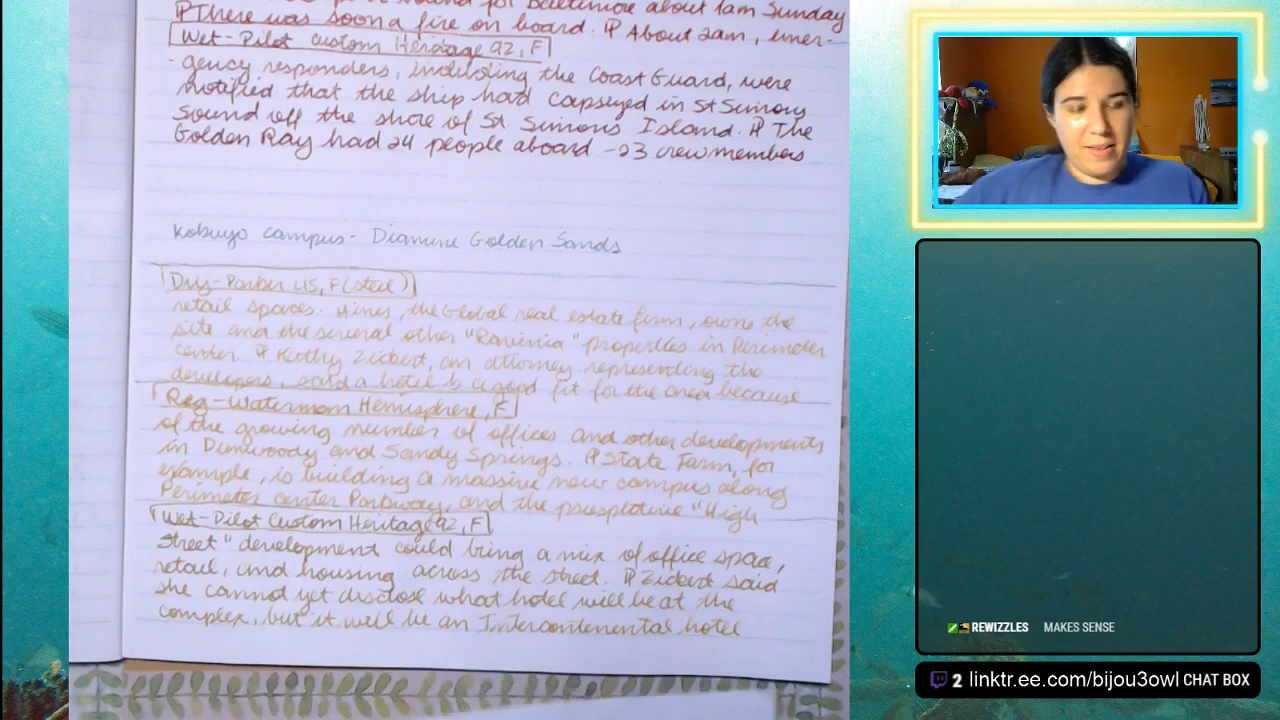 bound for Baltimore about 1am Sunday
¶ There was soon a fire on board. ¶ About 2am, emer-
Wet-Pilot Custom Heritage 92, F
gency responders, including the Coast Guard, were
notified that the ship had capsized in St Simons
Sound off the shore of St. Simons Island. ¶ The
Golden Ray had 24 people aboard - 23 crewmembers
Kobuyo Campus - Diamine Golden Sands
Dry-Parker 45, F (steel)
retail spaces. Hines, the Global real estate firm, owns the
site and the several other "Ravinia" properties in Perimeter
center. ¶ Kathy Zickert, an attorney representing the
developers, said a hotel is a good fit for the area because
Reg-Waterman Hemisphere, F
of the growing number of offices and other developments
in Dunwoody and Sandy Springs. ¶ State Farm, for
example, is building a massive new campus along
Perimeter Center Parkway, and the prospective "High
Wet-Pilot Custom Heritage 92, F
Street" development could bring a mix of office space,
retail, and housing across the street. ¶ Zickert said
she cannot yet disclose what hotel will be at the
complex, but it will be an Intercontenental hotel
REWIZZLES MAKES SENSE
2 linktr.ee.com/bijou3owl CHAT BOX